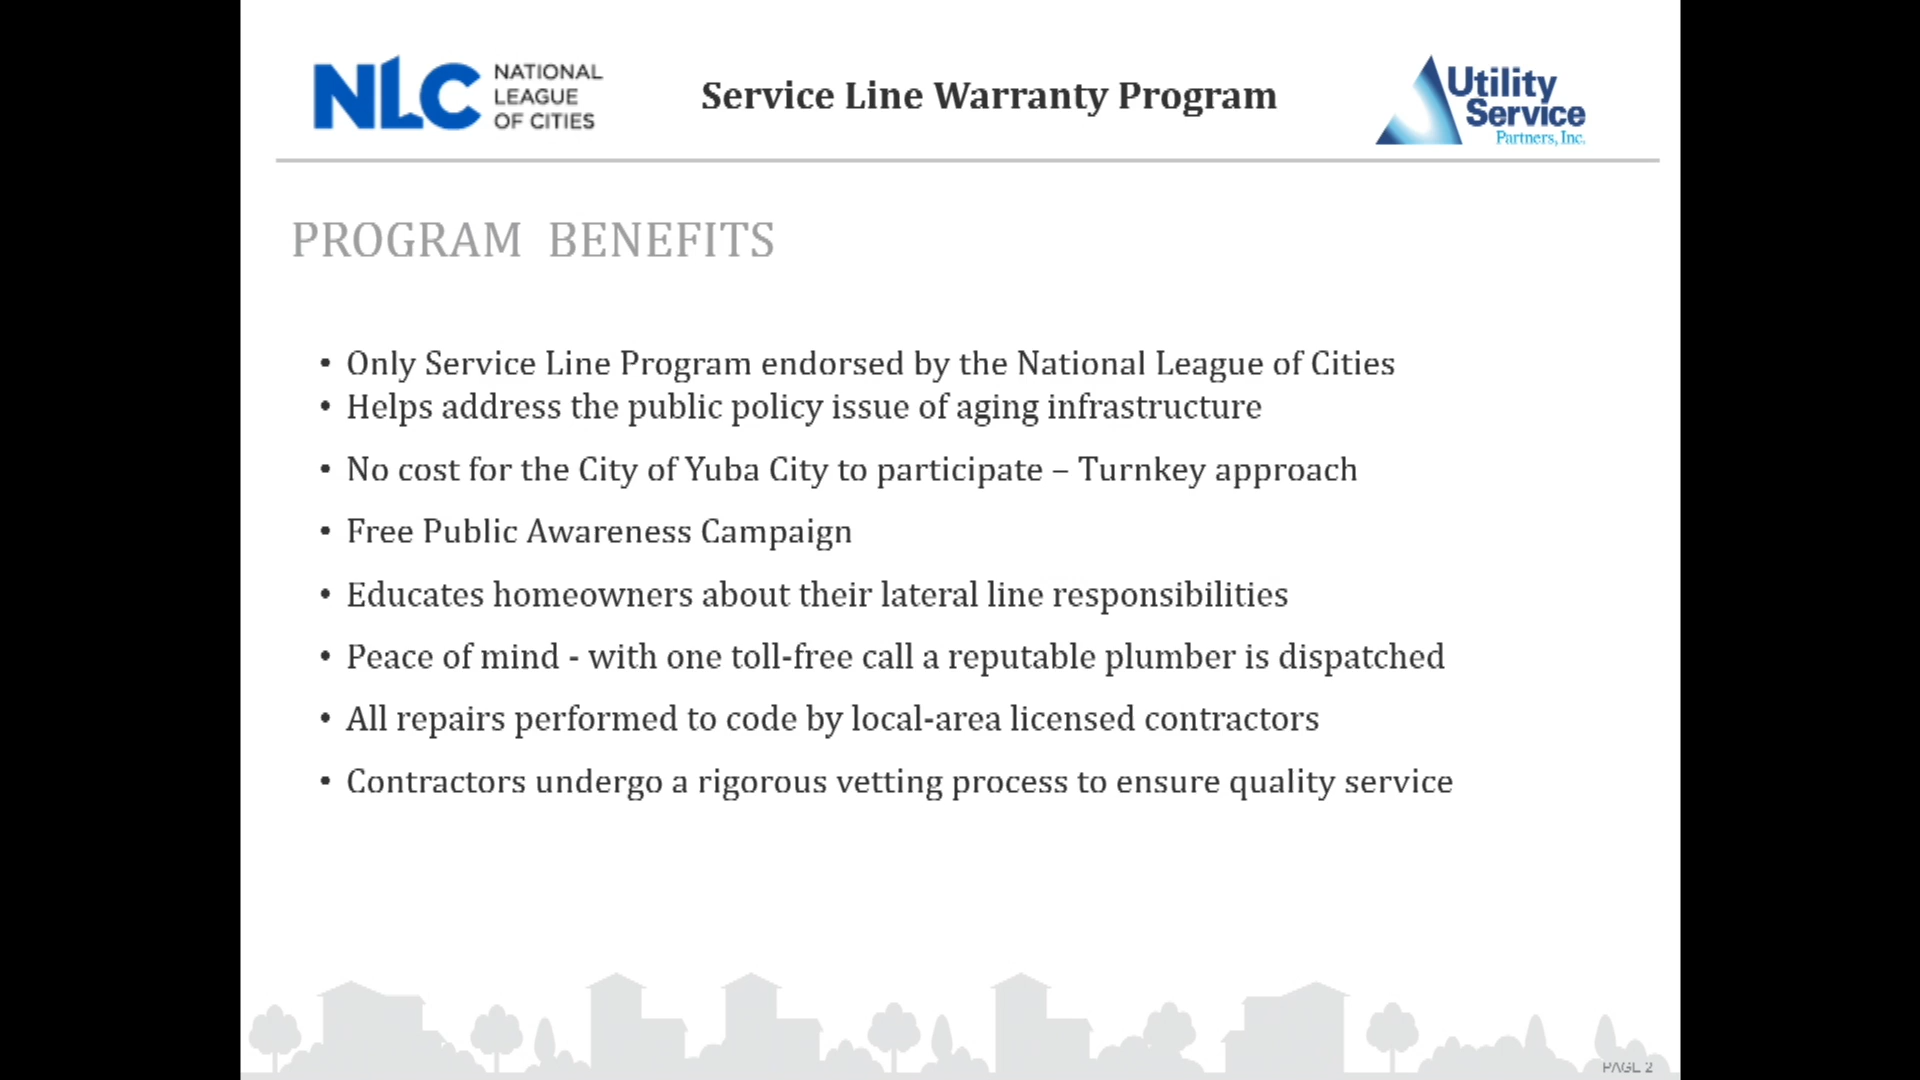 NLC NATIONAL
LEAGUE
OF CITIES
Service Line Warranty Program
Utility
Service
Partners, Inc.
PROGRAM BENEFITS
• Only Service Line Program endorsed by the National League of Cities
• Helps address the public policy issue of aging infrastructure
• No cost for the City of Yuba City to participate – Turnkey approach
• Free Public Awareness Campaign
• Educates homeowners about their lateral line responsibilities
• Peace of mind - with one toll-free call a reputable plumber is dispatched
• All repairs performed to code by local-area licensed contractors
• Contractors undergo a rigorous vetting process to ensure quality service
PAGE 2